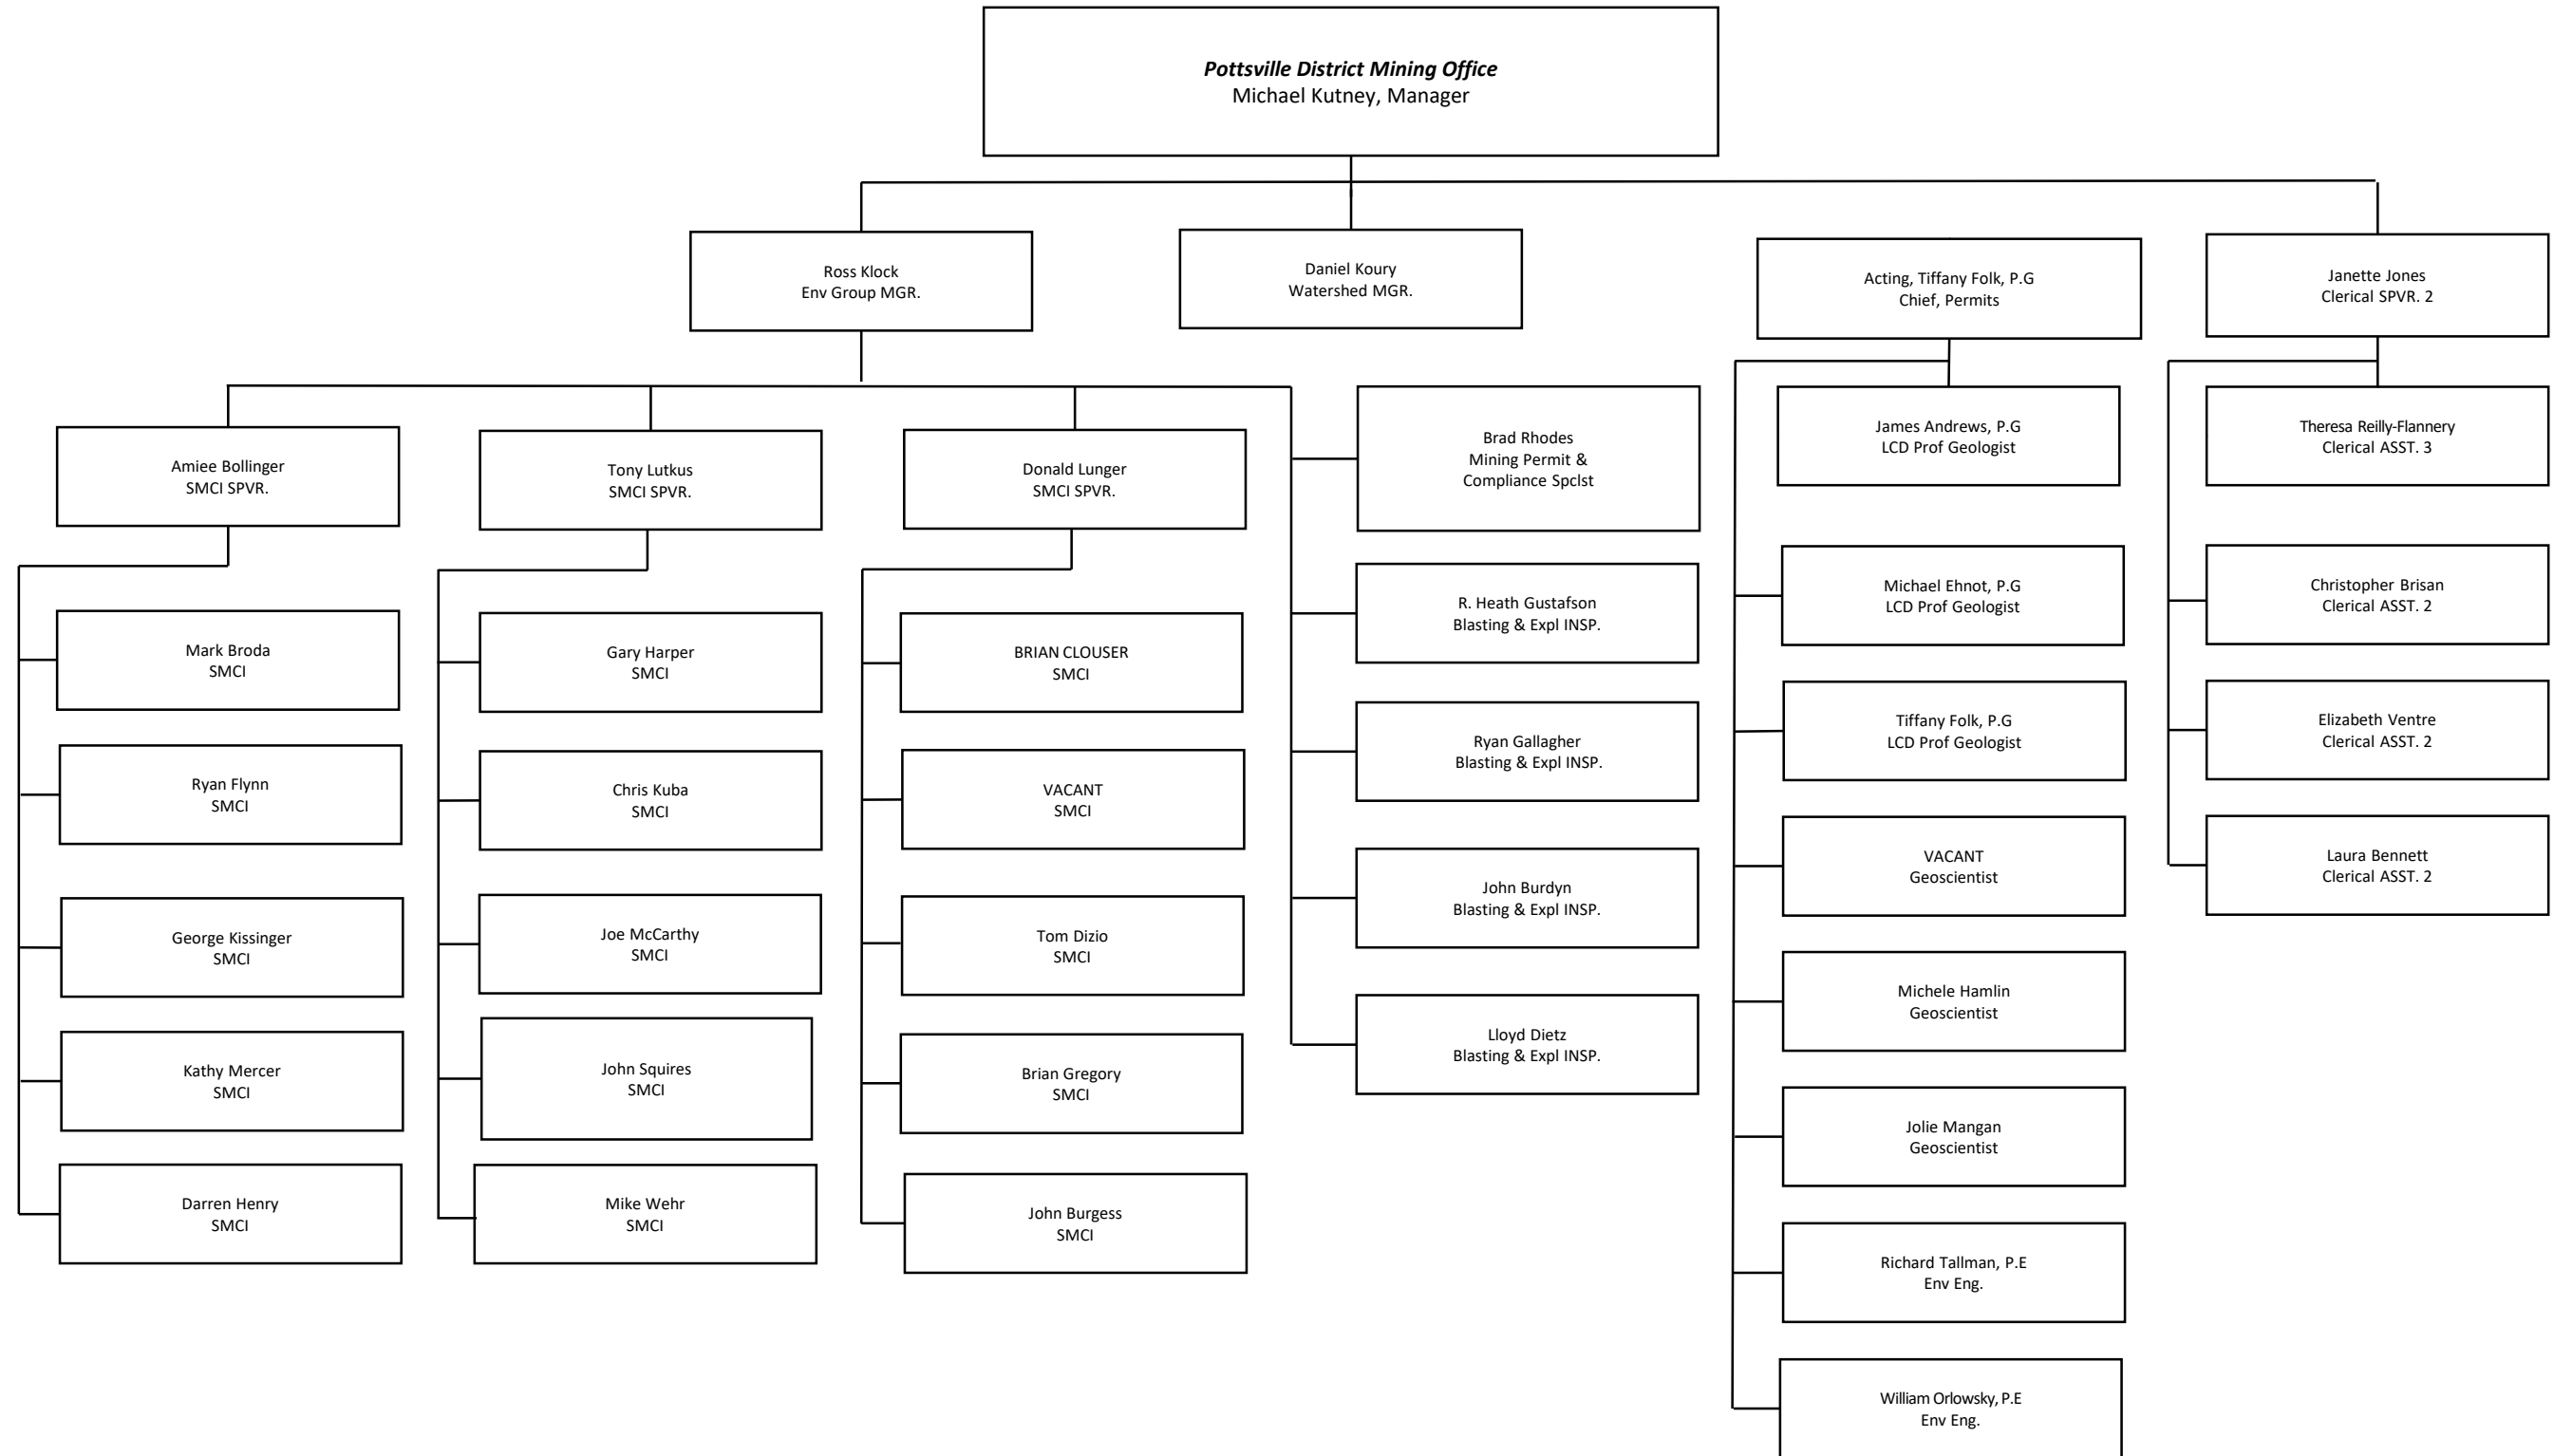 Pottsville District Mining Office
Michael Kutney, Manager
Ross Klock
Env Group MGR.
Daniel Koury
Watershed MGR.
Acting, Tiffany Folk, P.G
Chief, Permits
Janette Jones
Clerical SPVR. 2
Amiee Bollinger
SMCI SPVR.
Mark Broda
SMCI
Ryan Flynn
SMCI
George Kissinger
SMCI
Kathy Mercer
SMCI
Darren Henry
SMCI
Tony Lutkus
SMCI SPVR.
Gary Harper
SMCI
Chris Kuba
SMCI
Joe McCarthy
SMCI
John Squires
SMCI
Mike Wehr
SMCI
Donald Lunger
SMCI SPVR.
BRIAN CLOUSER
SMCI
VACANT
SMCI
Tom Dizio
SMCI
Brian Gregory
SMCI
John Burgess
SMCI
Brad Rhodes
Mining Permit &
Compliance Spclst
R. Heath Gustafson
Blasting & Expl INSP.
Ryan Gallagher
Blasting & Expl INSP.
John Burdyn
Blasting & Expl INSP.
Lloyd Dietz
Blasting & Expl INSP.
James Andrews, P.G
LCD Prof Geologist
Michael Ehnot, P.G
LCD Prof Geologist
Tiffany Folk, P.G
LCD Prof Geologist
VACANT
Geoscientist
Michele Hamlin
Geoscientist
Jolie Mangan
Geoscientist
Richard Tallman, P.E
Env Eng.
William Orlowsky, P.E
Env Eng.
Theresa Reilly-Flannery
Clerical ASST. 3
Christopher Brisan
Clerical ASST. 2
Elizabeth Ventre
Clerical ASST. 2
Laura Bennett
Clerical ASST. 2